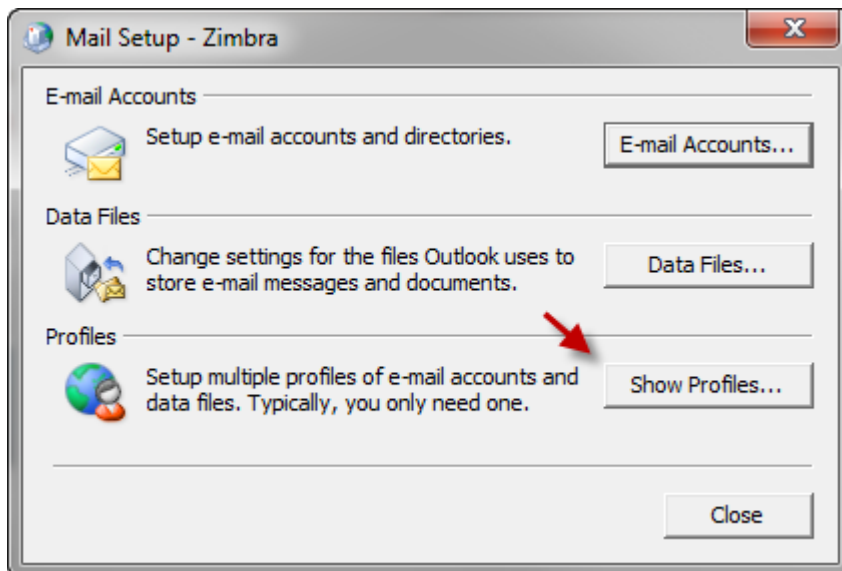 Mail Setup - Zimbra
E-mail Accounts
Setup e-mail accounts and directories.
E-mail Accounts...
Data Files
Change settings for the files Outlook uses to
store e-mail messages and documents.
Data Files...
Profiles
Setup multiple profiles of e-mail accounts and
data files. Typically, you only need one.
Show Profiles...
Close